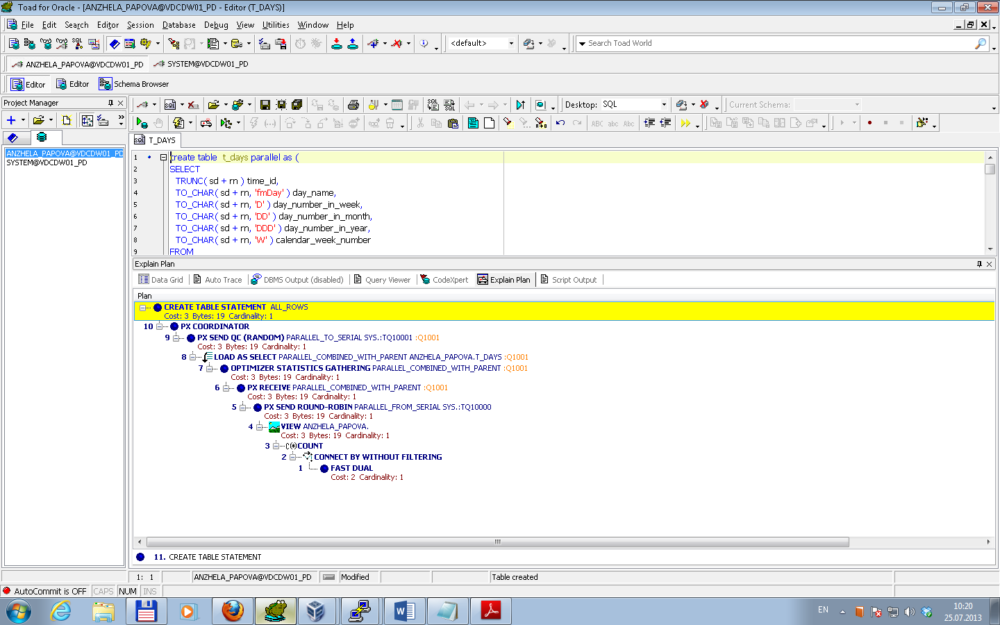 Toad for Oracle - [ANZHELA_PAPOVA@VDCDW01_PD - Editor (T_DAYS)]
File Edit Search Editor Session Database Debug View Utilities Window Help
SQL <default> Search Toad World
ANZHELA_PAPOVA@VDCDW01_PD SYSTEM@VDCDW01_PD
Editor Editor Schema Browser
Project Manager
Desktop: SQL Current Schema:
ABC abc Abc
ANZHELA_PAPOVA@VDCDW01_PD
SYSTEM@VDCDW01_PD
SQL T_DAYS
1 create table t_days parallel as (
2 SELECT
3 TRUNC( sd + rn ) time_id,
4 TO_CHAR( sd + rn, 'fmDay' ) day_name,
5 TO_CHAR( sd + rn, 'D' ) day_number_in_week,
6 TO_CHAR( sd + rn, 'DD' ) day_number_in_month,
7 TO_CHAR( sd + rn, 'DDD' ) day_number_in_year,
8 TO_CHAR( sd + rn, 'W' ) calendar_week_number
9 FROM
Explain Plan
Data Grid Auto Trace DBMS Output (disabled) Query Viewer CodeXpert Explain Plan Script Output
Plan
CREATE TABLE STATEMENT ALL_ROWS
Cost: 3 Bytes: 19 Cardinality: 1
10 PX COORDINATOR
9 PX SEND QC (RANDOM) PARALLEL_TO_SERIAL SYS.:TQ10001 :Q1001
Cost: 3 Bytes: 19 Cardinality: 1
8 LOAD AS SELECT PARALLEL_COMBINED_WITH_PARENT ANZHELA_PAPOVA.T_DAYS :Q1001
7 OPTIMIZER STATISTICS GATHERING PARALLEL_COMBINED_WITH_PARENT :Q1001
Cost: 3 Bytes: 19 Cardinality: 1
6 PX RECEIVE PARALLEL_COMBINED_WITH_PARENT :Q1001
Cost: 3 Bytes: 19 Cardinality: 1
5 PX SEND ROUND-ROBIN PARALLEL_FROM_SERIAL SYS.:TQ10000
Cost: 3 Bytes: 19 Cardinality: 1
4 VIEW ANZHELA_PAPOVA.
Cost: 3 Bytes: 19 Cardinality: 1
3 COUNT
2 CONNECT BY WITHOUT FILTERING
1 FAST DUAL
Cost: 2 Cardinality: 1
11. CREATE TABLE STATEMENT
1: 1 ANZHELA_PAPOVA@VDCDW01_PD Modified Table created
AutoCommit is OFF CAPS NUM INS
EN 10:20
25.07.2013